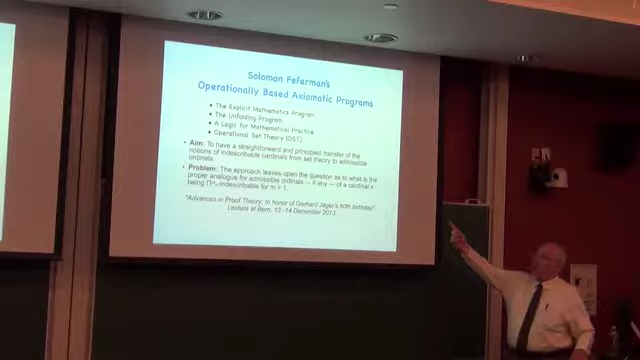 Solomon Feferman's
Operationally Based Axiomatic Programs
• The Explicit Mathematics Program
• The Unfolding Program
• A Logic for Mathematical Practice
• Operational Set Theory (OST)
• Aim: To have a straightforward and principled transfer of the
notions of indescribable cardinals from set theory to admissible
ordinals.
• Problem: The approach leaves open the question as to what is the
proper analogue for admissible ordinals — if any — of a cardinal κ
being -indescribable for m > 1.
"Advances in Proof Theory: In honor of Gerhard Jäger's 60th birthday"
Lecture at Bern, 13–14 December 2013